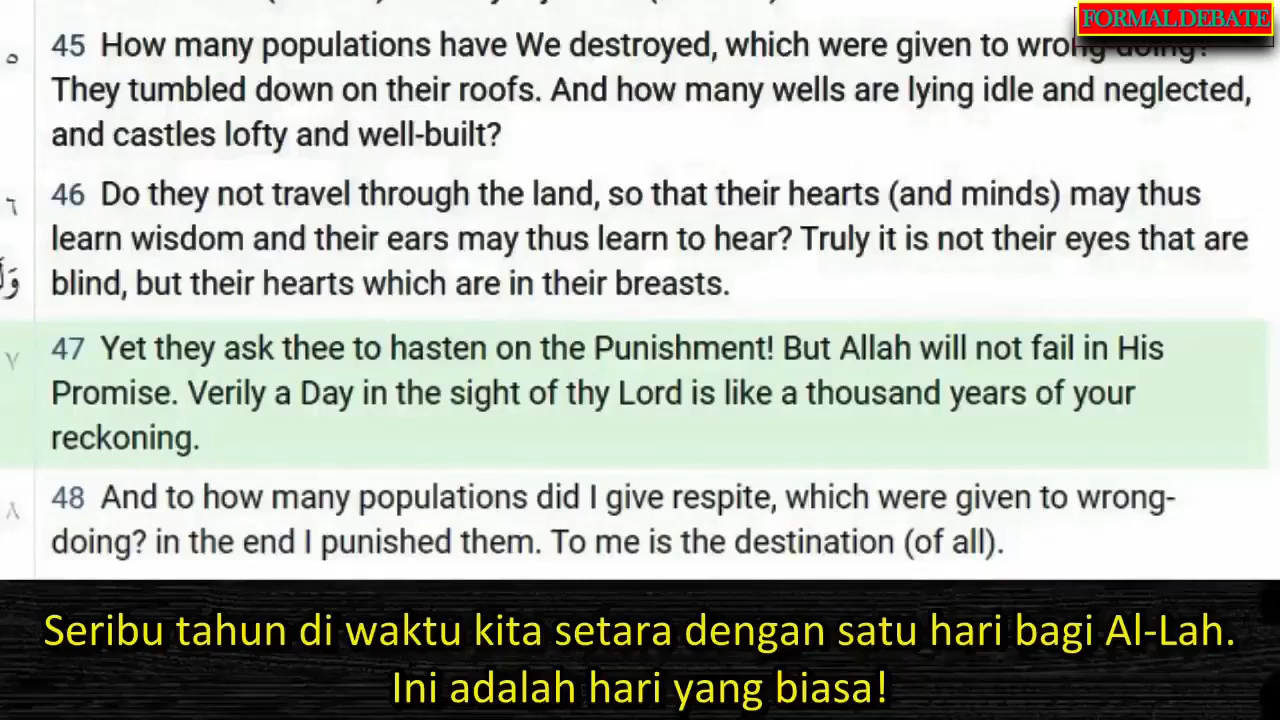 FORMAL DEBATE
45 How many populations have We destroyed, which were given to wrong-doing?
They tumbled down on their roofs. And how many wells are lying idle and neglected,
and castles lofty and well-built?
46 Do they not travel through the land, so that their hearts (and minds) may thus
learn wisdom and their ears may thus learn to hear? Truly it is not their eyes that are
blind, but their hearts which are in their breasts.
47 Yet they ask thee to hasten on the Punishment! But Allah will not fail in His
Promise. Verily a Day in the sight of thy Lord is like a thousand years of your
reckoning.
48 And to how many populations did I give respite, which were given to wrong-
doing? in the end I punished them. To me is the destination (of all).
Seribu tahun di waktu kita setara dengan satu hari bagi Al-Lah.
Ini adalah hari yang biasa!